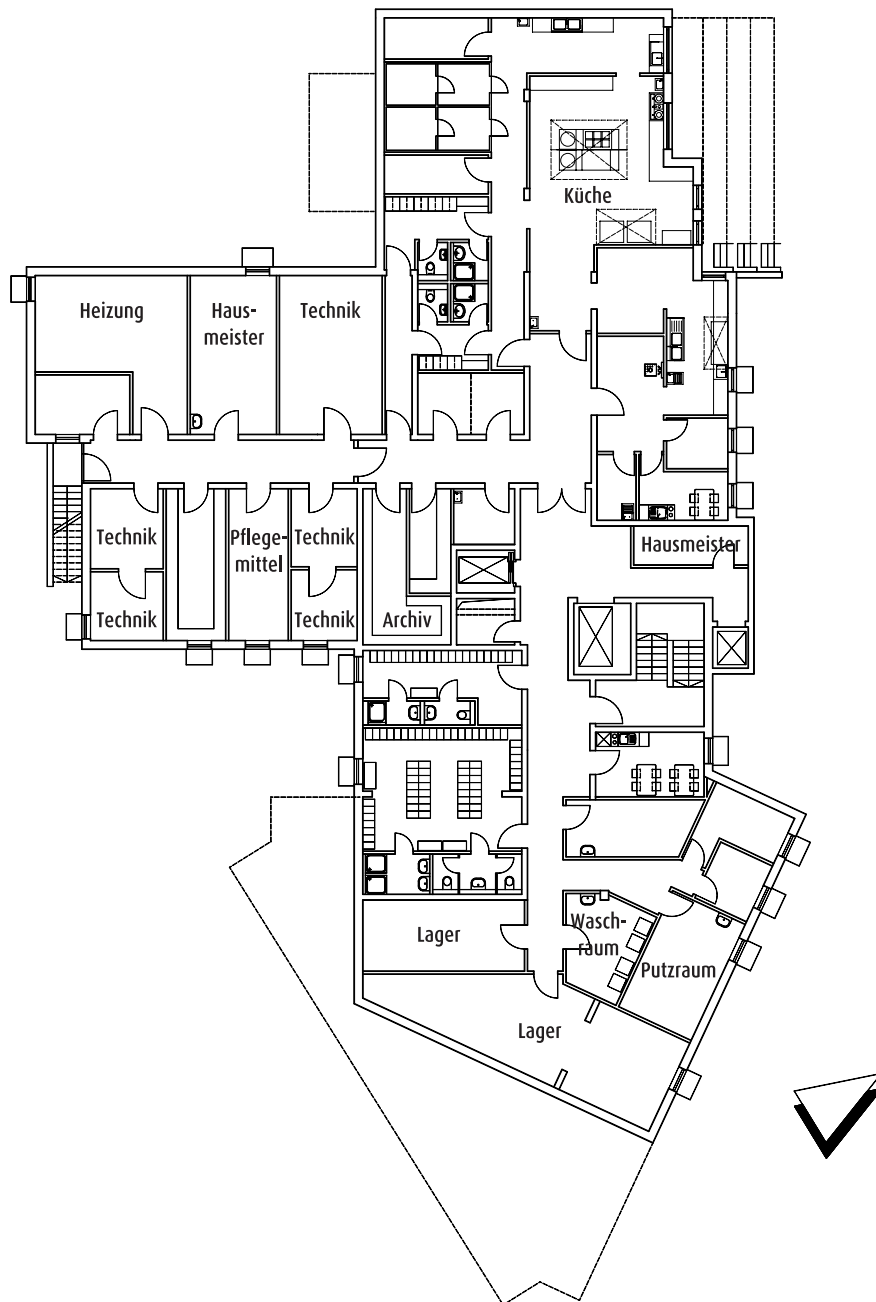 Küche
Heizung
Haus-
meister
Technik
Technik
Pflege-
mittel
Technik
Hausmeister
Technik
Technik
Archiv
Lager
Wasch-
raum
Putzraum
Lager